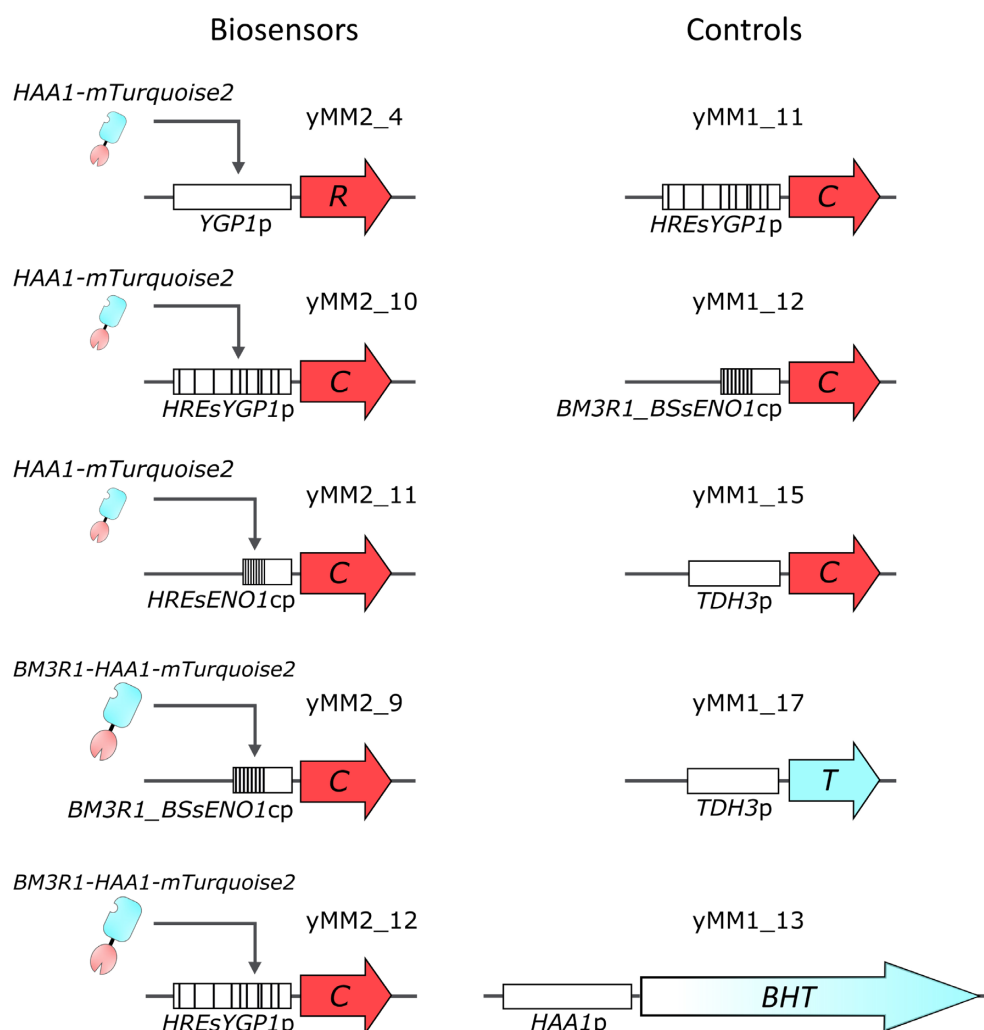 Biosensors
Controls
HAA1-mTurquoise2
yMM2_4
R
YGP1p
yMM1_11
C
HREsYGP1p
HAA1-mTurquoise2
yMM2_10
C
HREsYGP1p
yMM1_12
C
BM3R1_BSsENO1cp
HAA1-mTurquoise2
yMM2_11
C
HREsENO1cp
yMM1_15
C
TDH3p
BM3R1-HAA1-mTurquoise2
yMM2_9
C
BM3R1_BSsENO1cp
yMM1_17
T
TDH3p
BM3R1-HAA1-mTurquoise2
yMM2_12
C
HREsYGP1p
yMM1_13
BHT
HAA1p